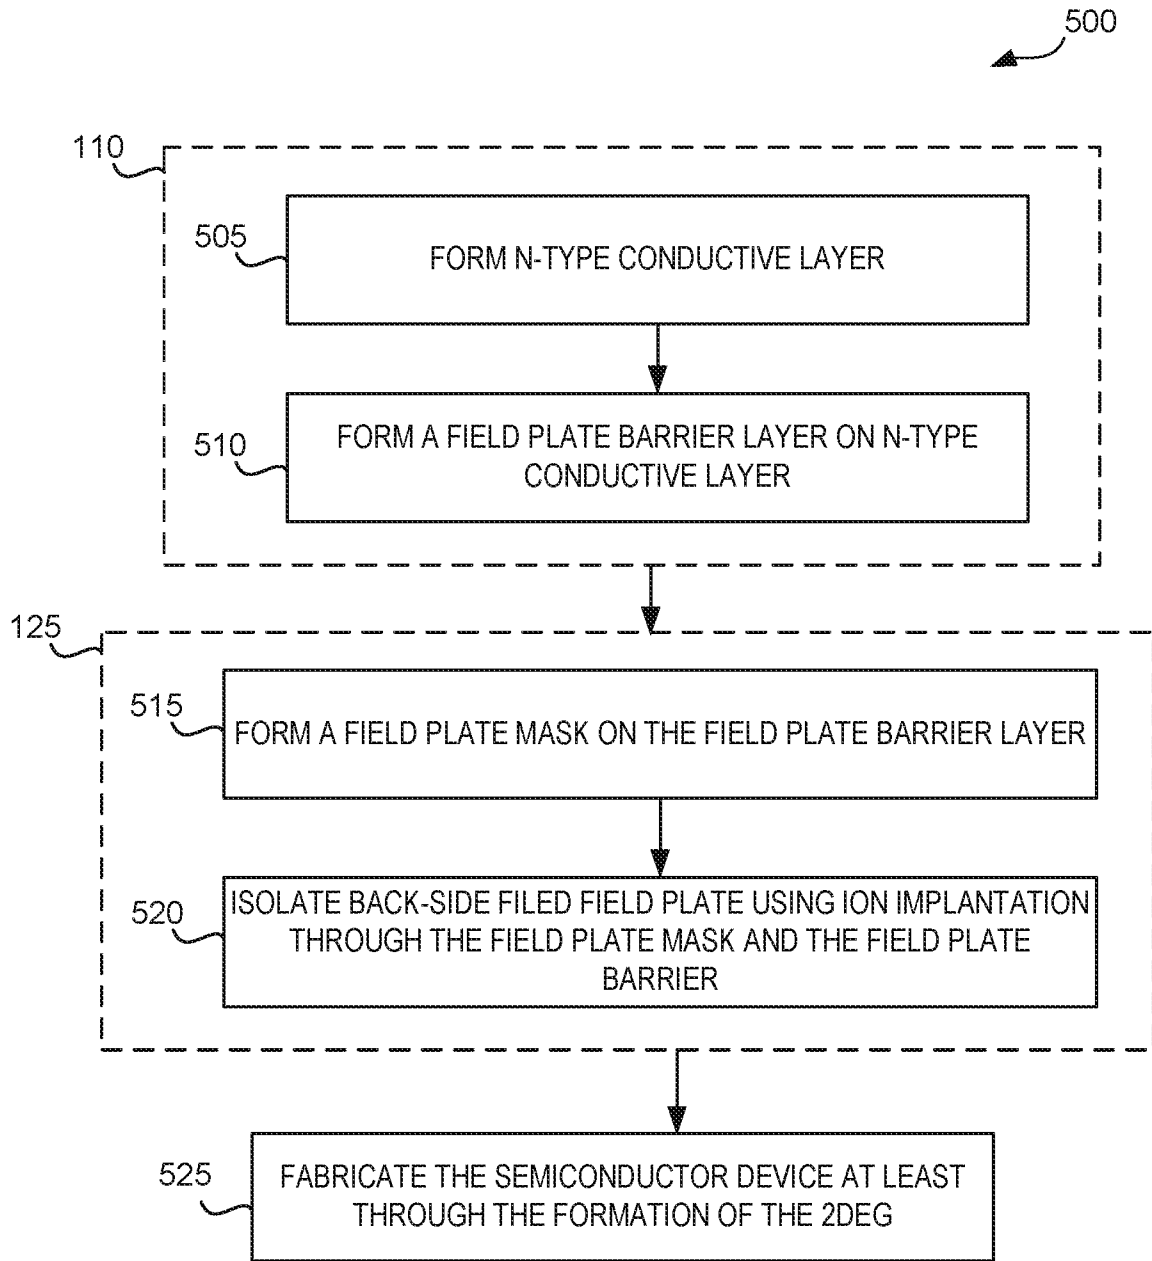 500
110
505
FORM N-TYPE CONDUCTIVE LAYER
510
FORM A FIELD PLATE BARRIER LAYER ON N-TYPE
CONDUCTIVE LAYER
125
515
FORM A FIELD PLATE MASK ON THE FIELD PLATE BARRIER LAYER
520
ISOLATE BACK-SIDE FILED FIELD PLATE USING ION IMPLANTATION
THROUGH THE FIELD PLATE MASK AND THE FIELD PLATE
BARRIER
525
FABRICATE THE SEMICONDUCTOR DEVICE AT LEAST
THROUGH THE FORMATION OF THE 2DEG